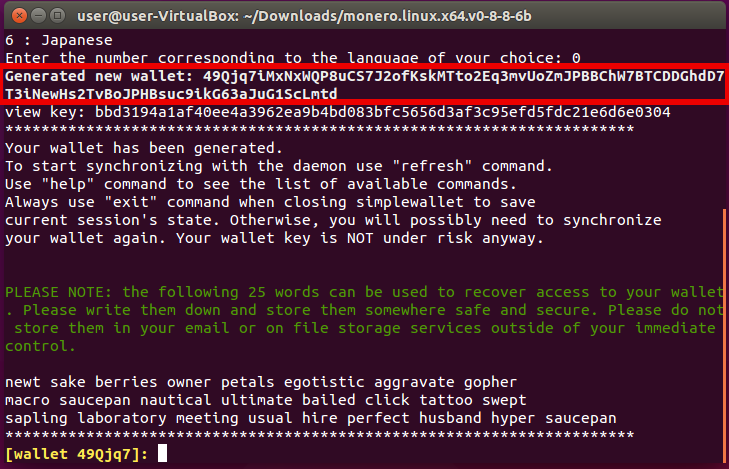 user@user-VirtualBox: ~/Downloads/monero.linux.x64.v0-8-8-6b
6 : Japanese
Enter the number corresponding to the language of your choice: 0
Generated new wallet: 49Qjq7iMxNxWQP8uCS7J2ofKskMTto2Eq3mvUoZmJPBBChW7BTCDDGhdD7
T3iNewHs2TvBoJPHBsuc9ikG63aJuG1ScLmtd
view key: bbd3194a1af40ee4a3962ea9b4bd083bfc5656d3af3c95efd5fdc21e6d6e0304
**********************************************************************
Your wallet has been generated.
To start synchronizing with the daemon use "refresh" command.
Use "help" command to see the list of available commands.
Always use "exit" command when closing simplewallet to save
current session's state. Otherwise, you will possibly need to synchronize
your wallet again. Your wallet key is NOT under risk anyway.
PLEASE NOTE: the following 25 words can be used to recover access to your wallet
. Please write them down and store them somewhere safe and secure. Please do not
store them in your email or on file storage services outside of your immediate
control.
newt sake berries owner petals egotistic aggravate gopher
macro saucepan nautical ultimate bailed click tattoo swept
sapling laboratory meeting usual hire perfect husband hyper saucepan
**********************************************************************
[wallet 49Qjq7]: